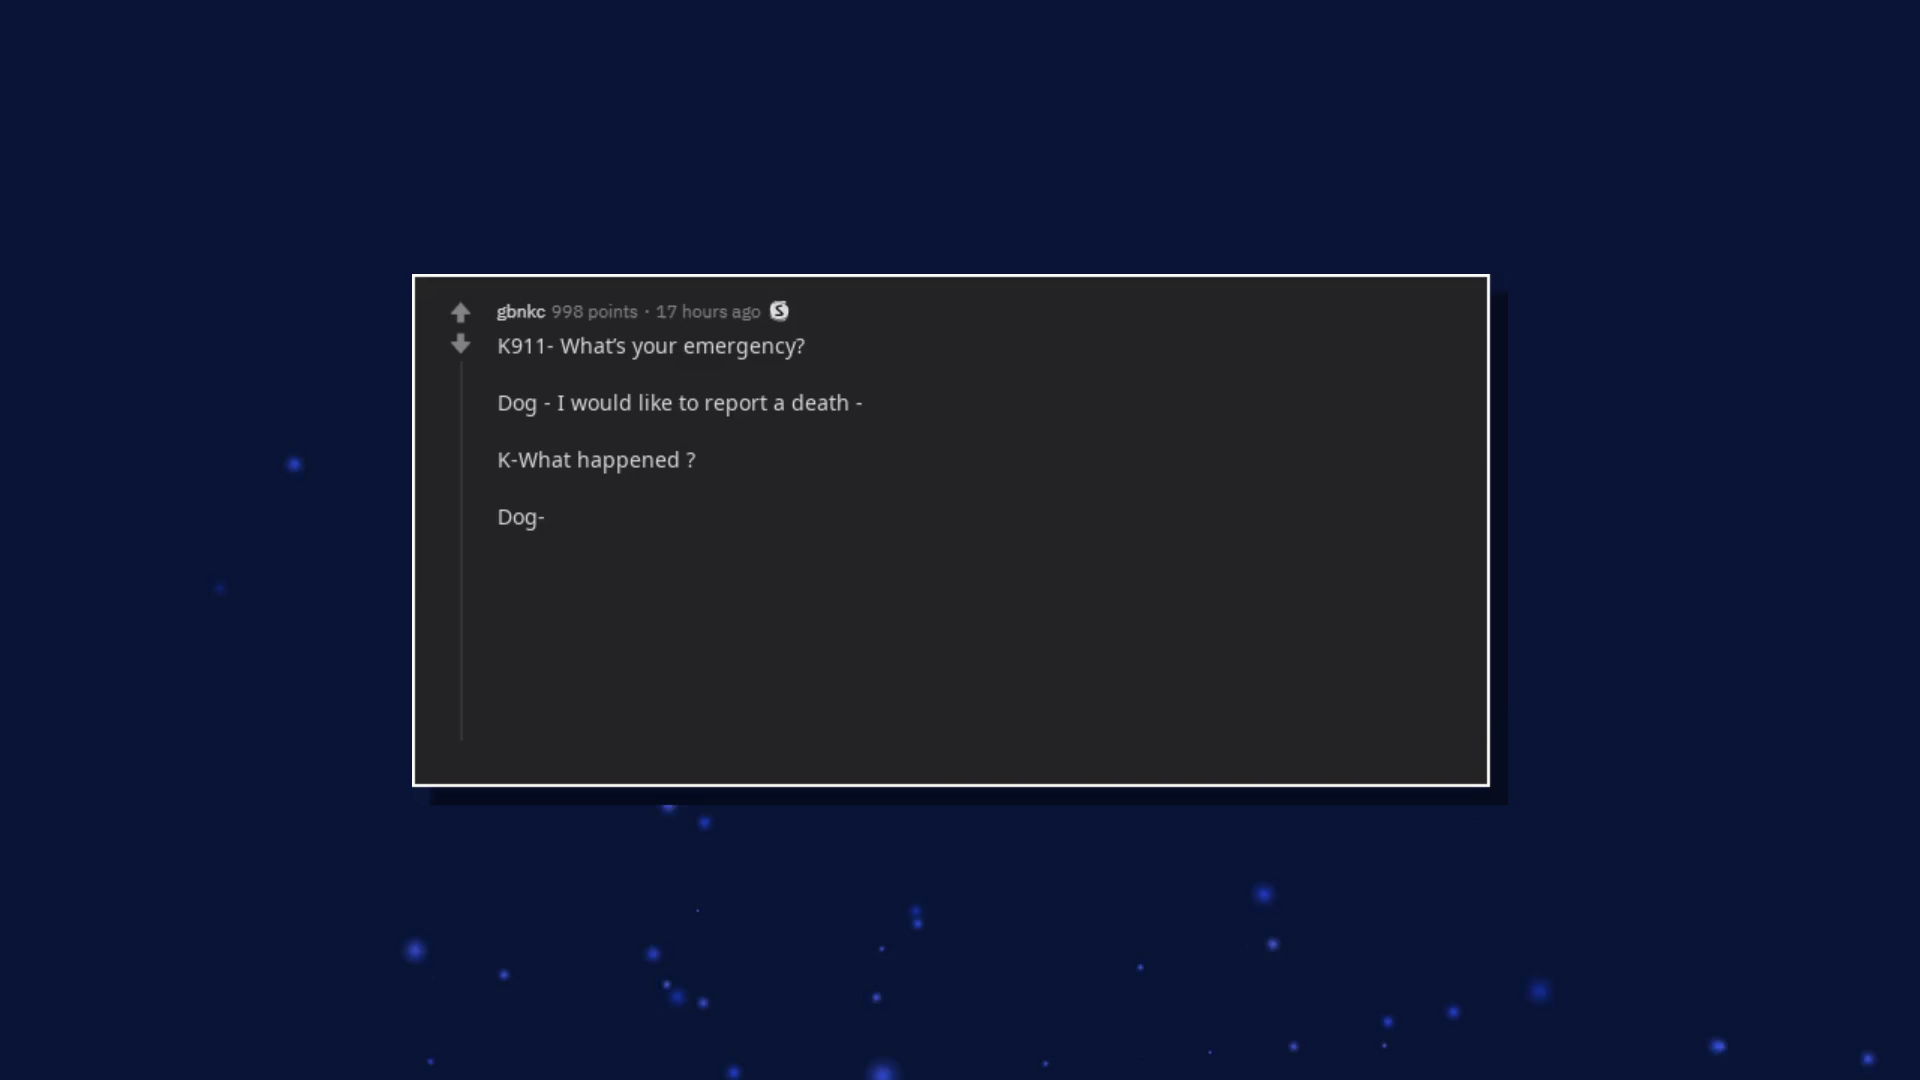 gbnkc 998 points · 17 hours ago
K911- What's your emergency?
Dog - I would like to report a death -
K-What happened ?
Dog-